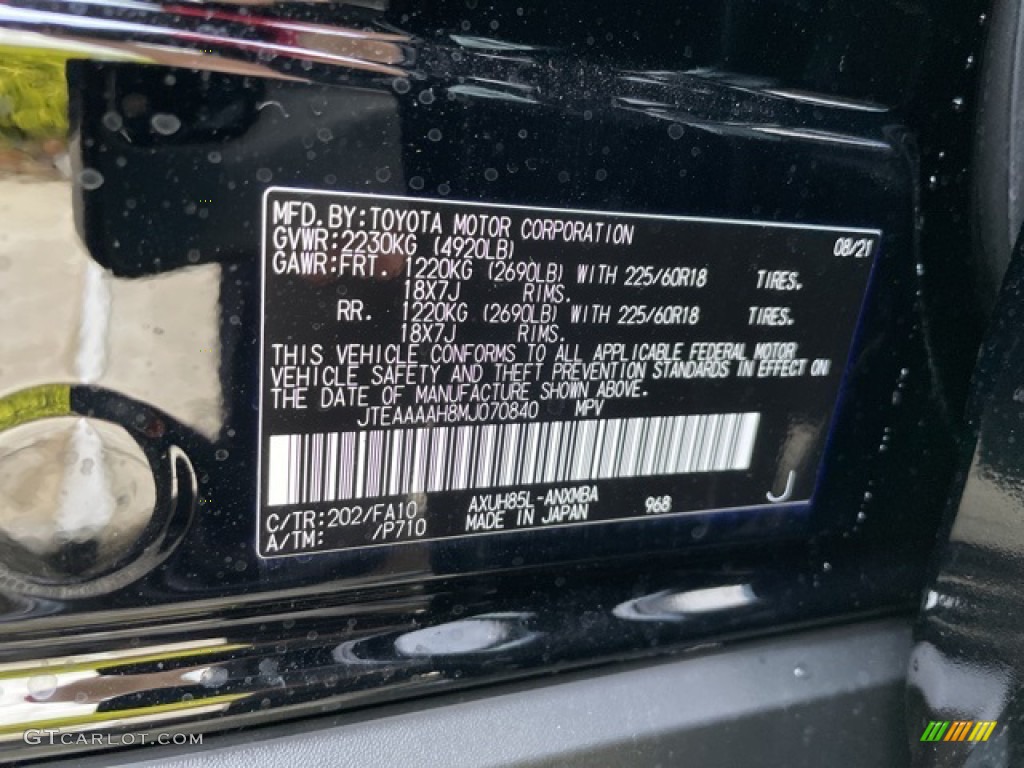 MFD.BY:TOYOTA MOTOR CORPORATION 08/21
GVWR:2230KG (4920LB)
GAWR:FRT. 1220KG (2690LB) WITH 225/60R18 TIRES.
18X7J RIMS.
RR. 1220KG (2690LB) WITH 225/60R18 TIRES.
18X7J RIMS.
THIS VEHICLE CONFORMS TO ALL APPLICABLE FEDERAL MOTOR
VEHICLE SAFETY AND THEFT PREVENTION STANDARDS IN EFFECT ON
THE DATE OF MANUFACTURE SHOWN ABOVE.
JTEAAAAH8MJ070840 MPV
C/TR:202/FA10 AXUH85L-ANXMBA 968 J
A/TM: /P710 MADE IN JAPAN
GTCARLOT.COM